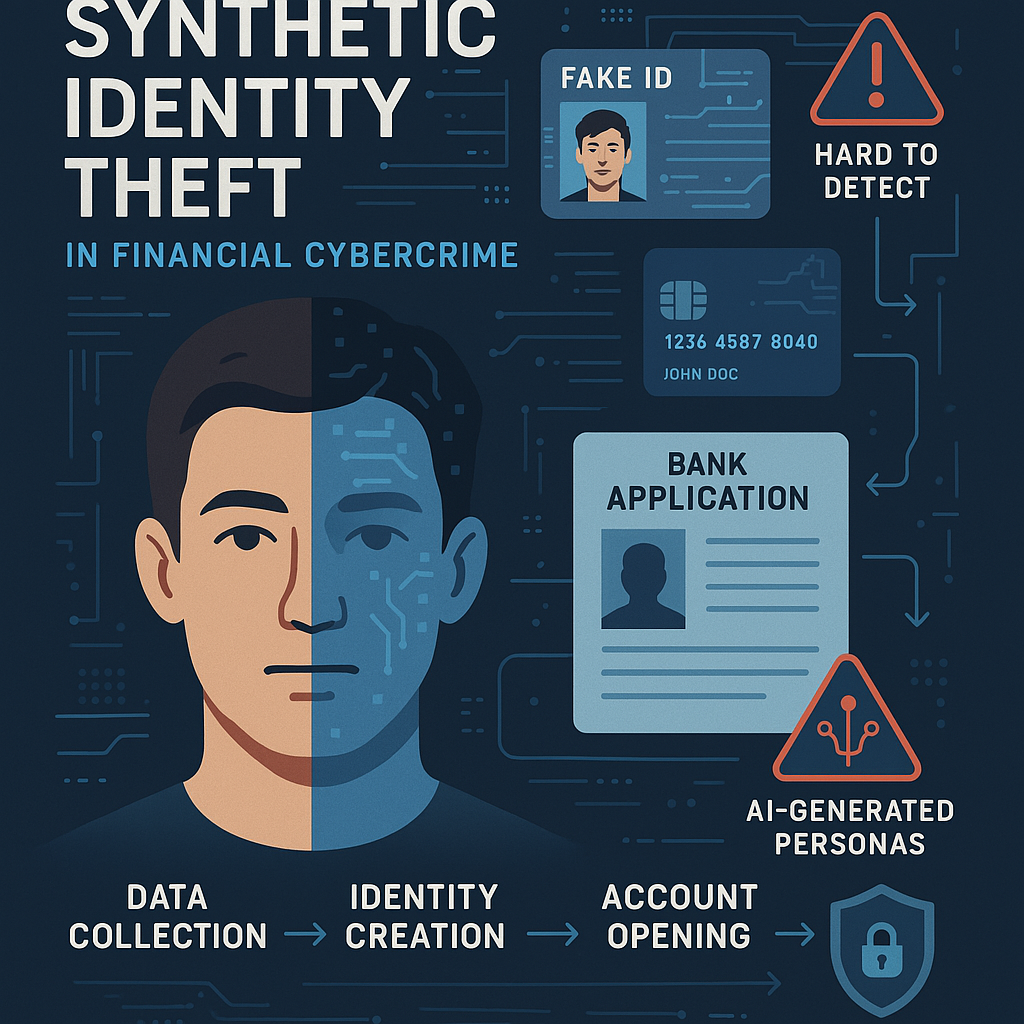 SYNTHETIC
IDENTITY
THEFT
IN FINANCIAL CYBERCRIME
FAKE ID
HARD TO
DETECT
1236 4587 8040
JOHN DOC
BANK
APPLICATION
AI-GENERATED
PERSONAS
DATA
COLLECTION
IDENTITY
CREATION
ACCOUNT
OPENING